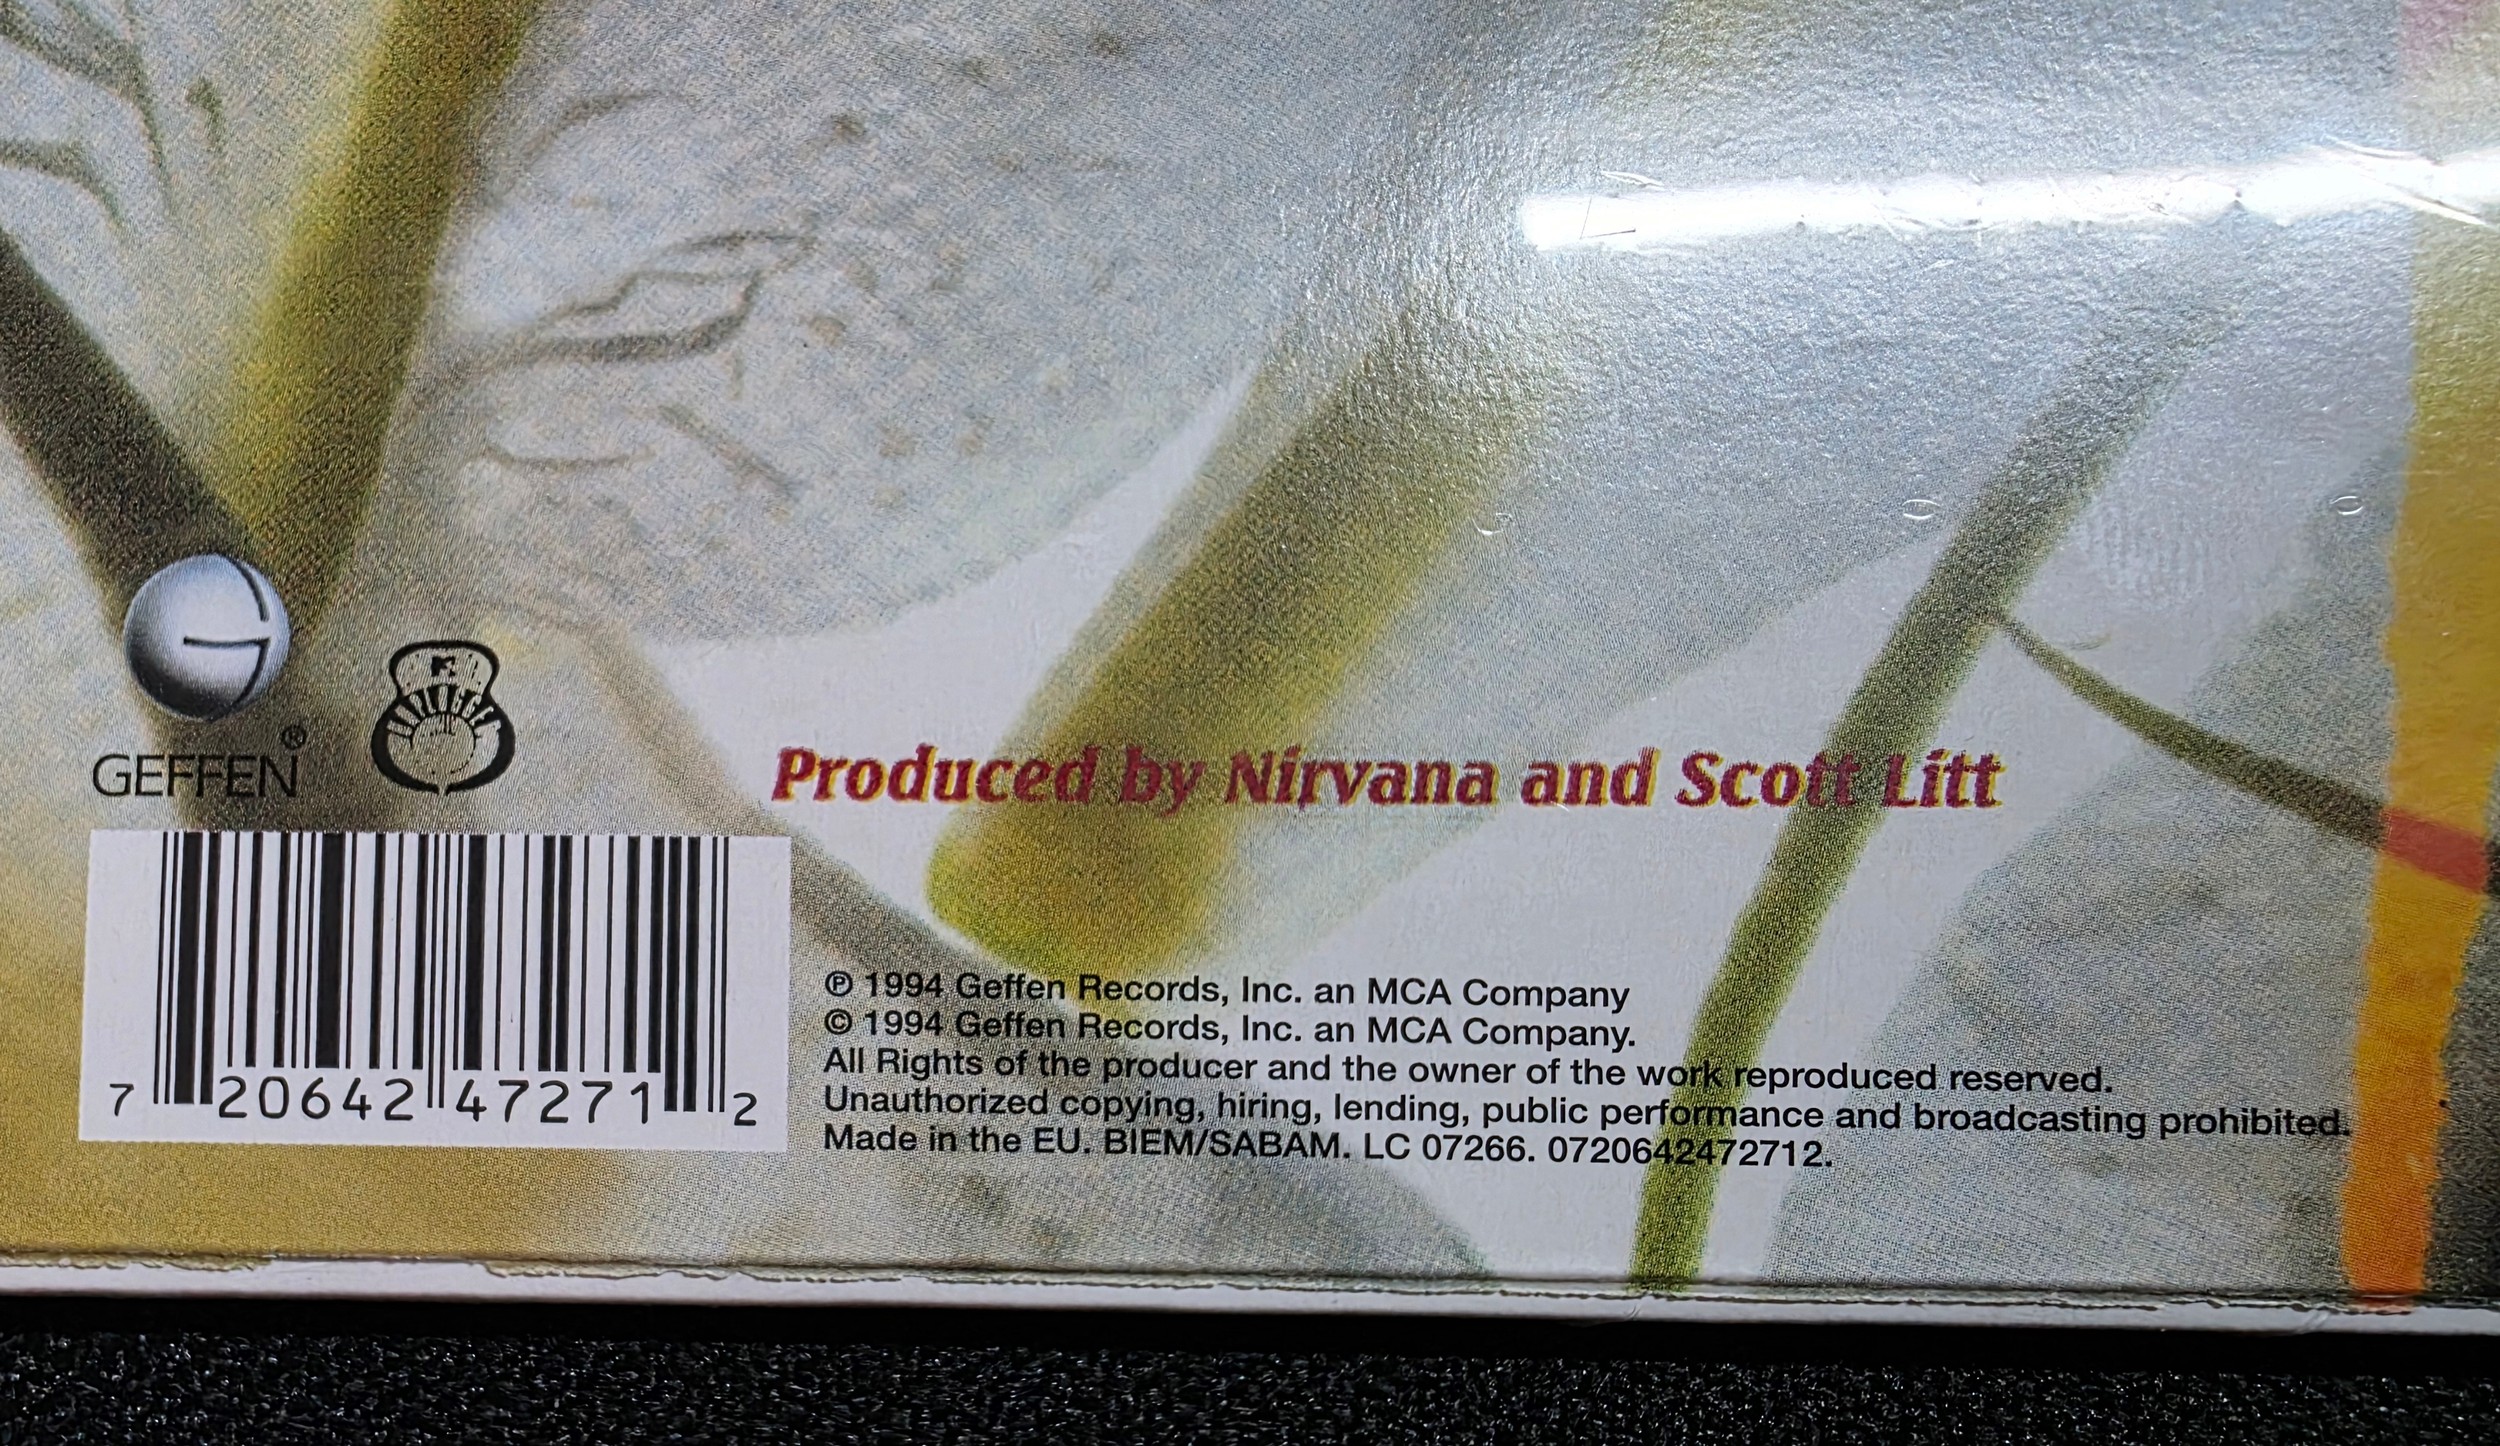 GEFFEN®
Produced by Nirvana and Scott Litt
7 20642 47271 2
℗ 1994 Geffen Records, Inc. an MCA Company
© 1994 Geffen Records, Inc. an MCA Company.
All Rights of the producer and the owner of the work reproduced reserved.
Unauthorized copying, hiring, lending, public performance and broadcasting prohibited.
Made in the EU. BIEM/SABAM. LC 07266. 0720642472712.